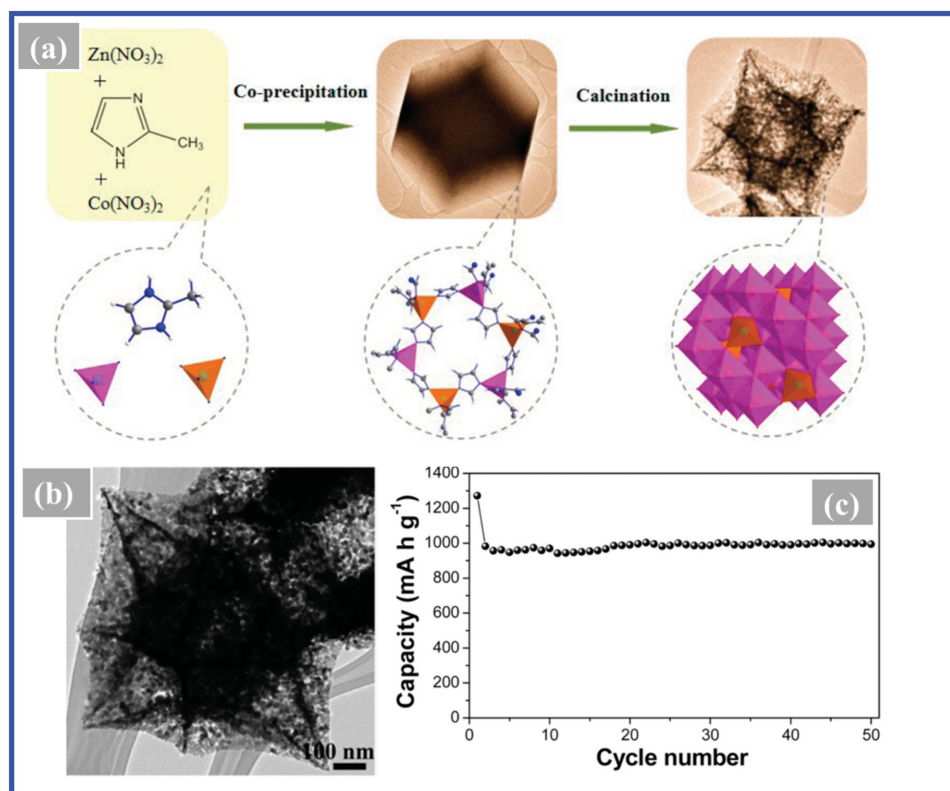 (a)
Zn(NO₃)₂
+
N
CH₃
N
H
+
Co(NO₃)₂
Co-precipitation
Calcination
(b)
100 nm
(c)
Capacity (mA h g⁻¹)
1400
1200
1000
800
600
400
200
0
0 10 20 30 40 50
Cycle number